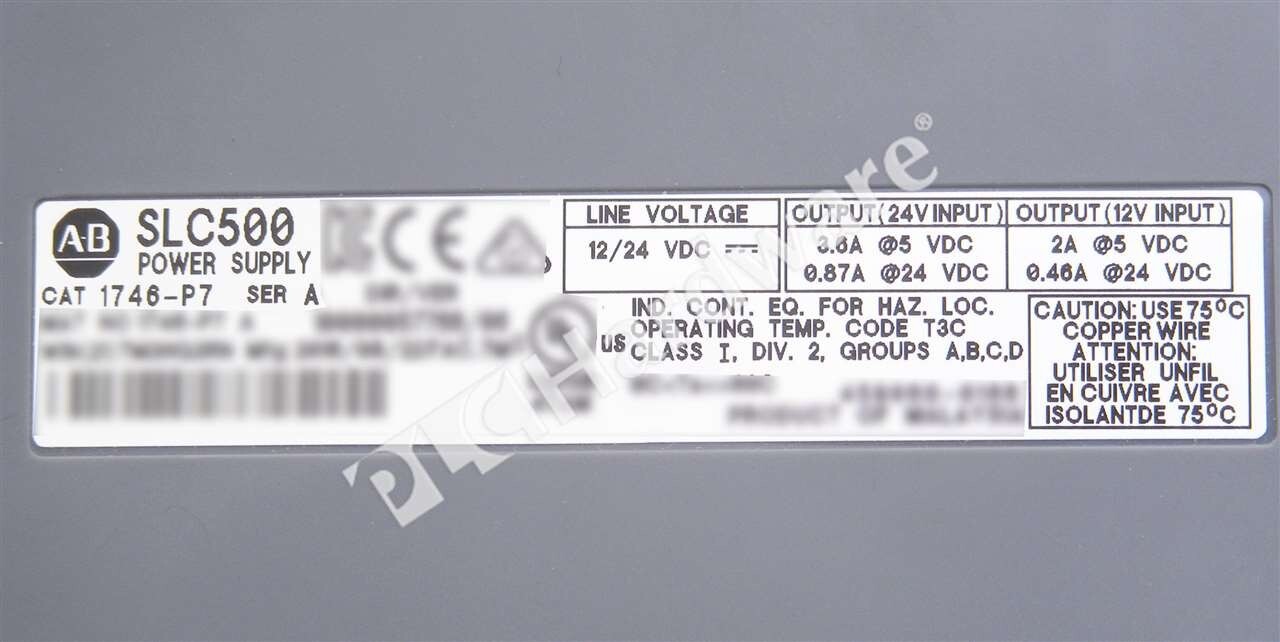 AB
SLC500
POWER SUPPLY
CAT 1746-P7 SER A
LINE VOLTAGE
12/24 VDC
OUTPUT(24V INPUT)
3.6A @5 VDC
0.87A @24 VDC
OUTPUT (12V INPUT)
2A @5 VDC
0.46A @24 VDC
US
IND. CONT. EQ. FOR HAZ. LOC.
OPERATING TEMP. CODE T3C
CLASS I, DIV. 2, GROUPS A,B,C,D
PRODUCT OF MALAYSIA
CAUTION: USE 75°C
COPPER WIRE
ATTENTION:
UTILISER UNFIL
EN CUIVRE AVEC
ISOLANTDE 75°C
PLCHardware®